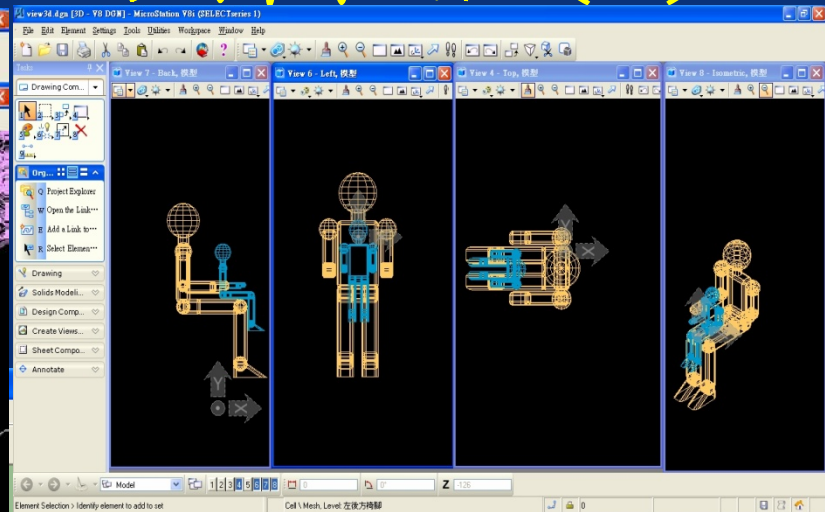 view3d.dgn [3D - V8 DGN] - MicroStation V8i (SELECTseries 1)
File Edit Element Settings Tools Utilities Workspace Window Help
Tasks
View 7 - Back, 模型
View 6 - Left, 模型
View 4 - Top, 模型
View 8 - Isometric, 模型
Drawing Com...
Org...
Q Project Explorer
W Open the Link...
E Add a Link to...
R Select Elemen...
Drawing
Solids Modeli...
Design Comp...
Create Views...
Sheet Compo...
Annotate
Y
X
Y
X
Model
1 2 3 4 5 6 7 8
0
0°
Z -126
Element Selection > Identify element to add to set
Cell \ Mesh, Level: 左後方椅腳
0